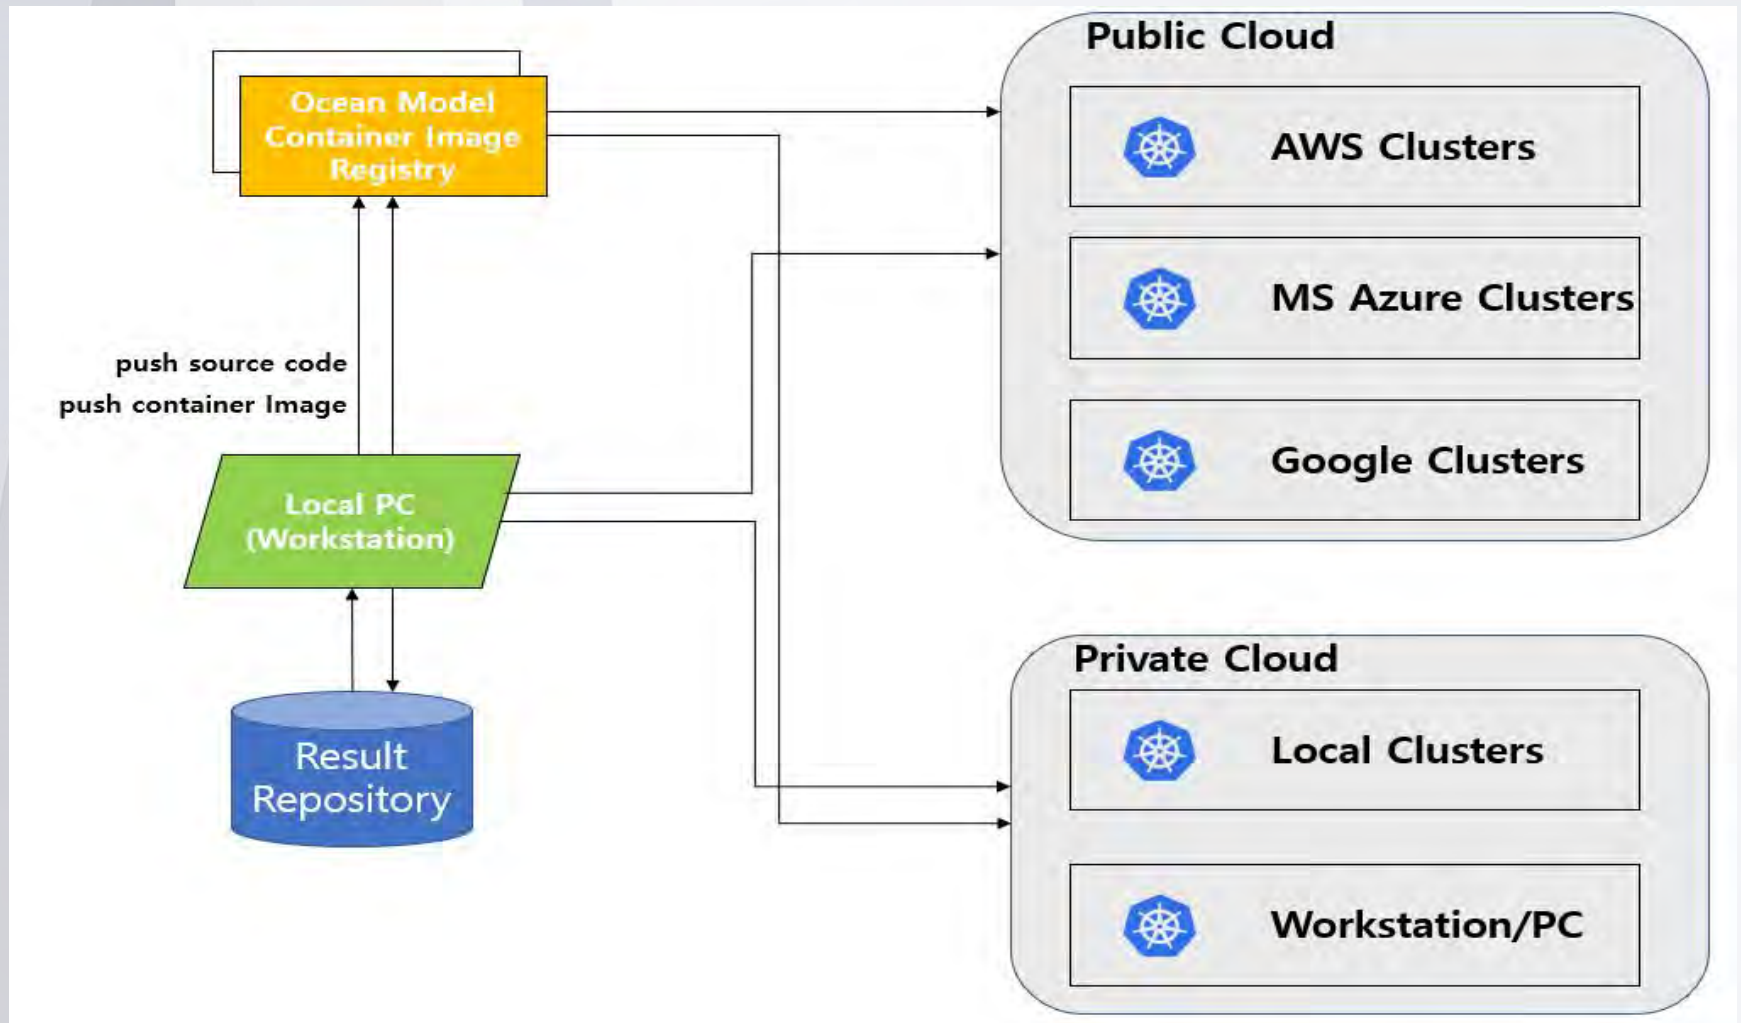 Ocean Model
Container Image
Registry
push source code
push container Image
Local PC
(Workstation)
Result
Repository
Public Cloud
AWS Clusters
MS Azure Clusters
Google Clusters
Private Cloud
Local Clusters
Workstation/PC